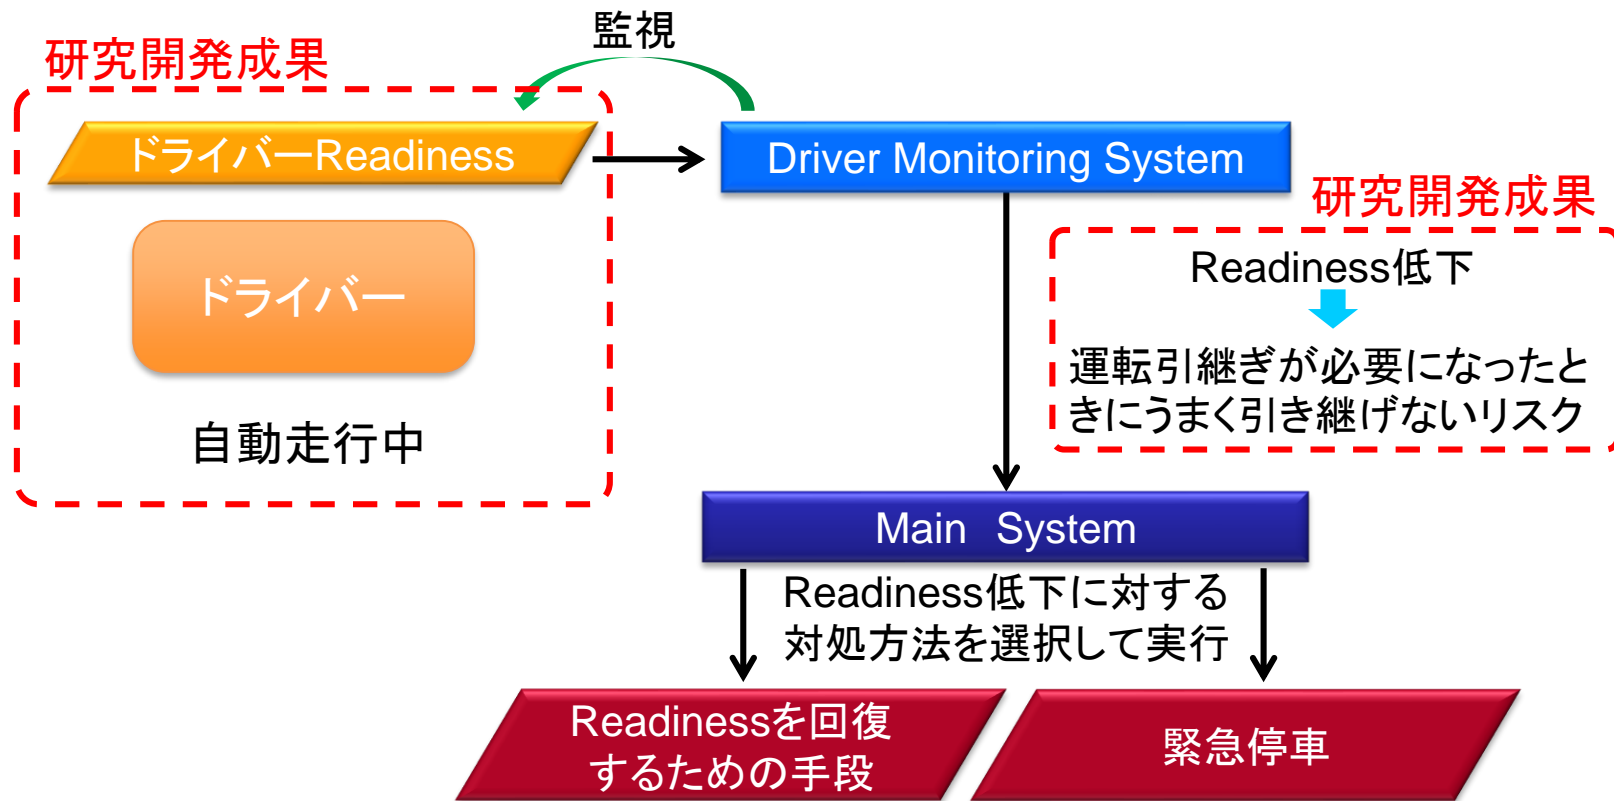 監視
研究開発成果
ドライバーReadiness
Driver Monitoring System
研究開発成果
ドライバー
Readiness低下
運転引継ぎが必要になったと
きにうまく引き継げないリスク
自動走行中
Main　System
Readiness低下に対する
対処方法を選択して実行
Readinessを回復
するための手段
緊急停車